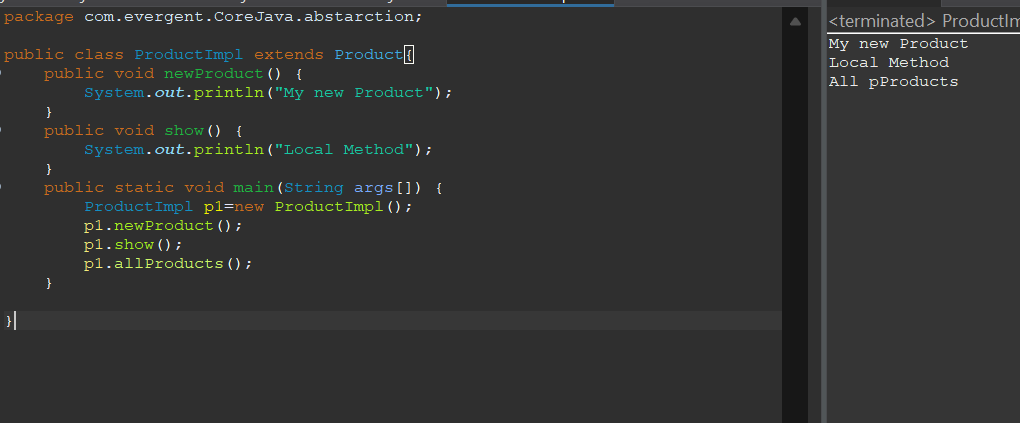 package com.evergent.CoreJava.abstarction;
public class ProductImpl extends Product{
public void newProduct() {
System.out.println("My new Product");
}
public void show() {
System.out.println("Local Method");
}
public static void main(String args[]) {
ProductImpl p1=new ProductImpl();
p1.newProduct();
p1.show();
p1.allProducts();
}
}
<terminated> ProductIm
My new Product
Local Method
All pProducts